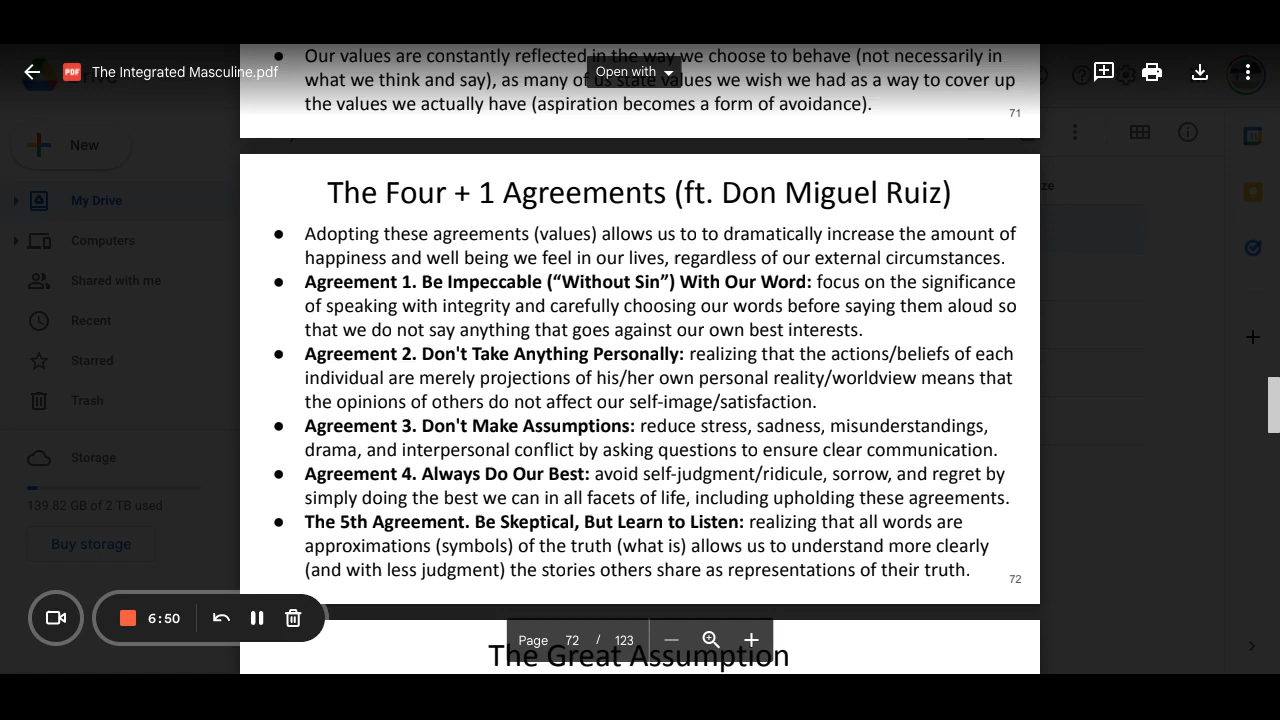 Our values are constantly reflected in the way we choose to behave (not necessarily in
The Integrated Masculine.pdf
Open with
what we think and say), as many of us state values we wish we had as a way to cover up
the values we actually have (aspiration becomes a form of avoidance).
71
New
My Drive
Computers
Shared with me
Recent
Starred
Trash
Storage
139.82 GB of 2 TB used
Buy storage
The Four + 1 Agreements (ft. Don Miguel Ruiz)
● Adopting these agreements (values) allows us to to dramatically increase the amount of
happiness and well being we feel in our lives, regardless of our external circumstances.
● Agreement 1. Be Impeccable (“Without Sin”) With Our Word: focus on the significance
of speaking with integrity and carefully choosing our words before saying them aloud so
that we do not say anything that goes against our own best interests.
● Agreement 2. Don't Take Anything Personally: realizing that the actions/beliefs of each
individual are merely projections of his/her own personal reality/worldview means that
the opinions of others do not affect our self-image/satisfaction.
● Agreement 3. Don't Make Assumptions: reduce stress, sadness, misunderstandings,
drama, and interpersonal conflict by asking questions to ensure clear communication.
● Agreement 4. Always Do Our Best: avoid self-judgment/ridicule, sorrow, and regret by
simply doing the best we can in all facets of life, including upholding these agreements.
● The 5th Agreement. Be Skeptical, But Learn to Listen: realizing that all words are
approximations (symbols) of the truth (what is) allows us to understand more clearly
(and with less judgment) the stories others share as representations of their truth.
72
6:50
Page 72 / 123
The Great Assumption